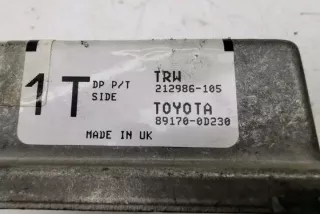 1T
DP P/T
SIDE
TRW
212986-105
TOYOTA
89170-0D230
MADE IN UK